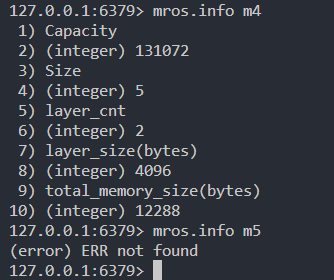 127.0.0.1:6379> mros.info m4
1) Capacity
2) (integer) 131072
3) Size
4) (integer) 5
5) layer_cnt
6) (integer) 2
7) layer_size(bytes)
8) (integer) 4096
9) total_memory_size(bytes)
10) (integer) 12288
127.0.0.1:6379> mros.info m5
(error) ERR not found
127.0.0.1:6379>